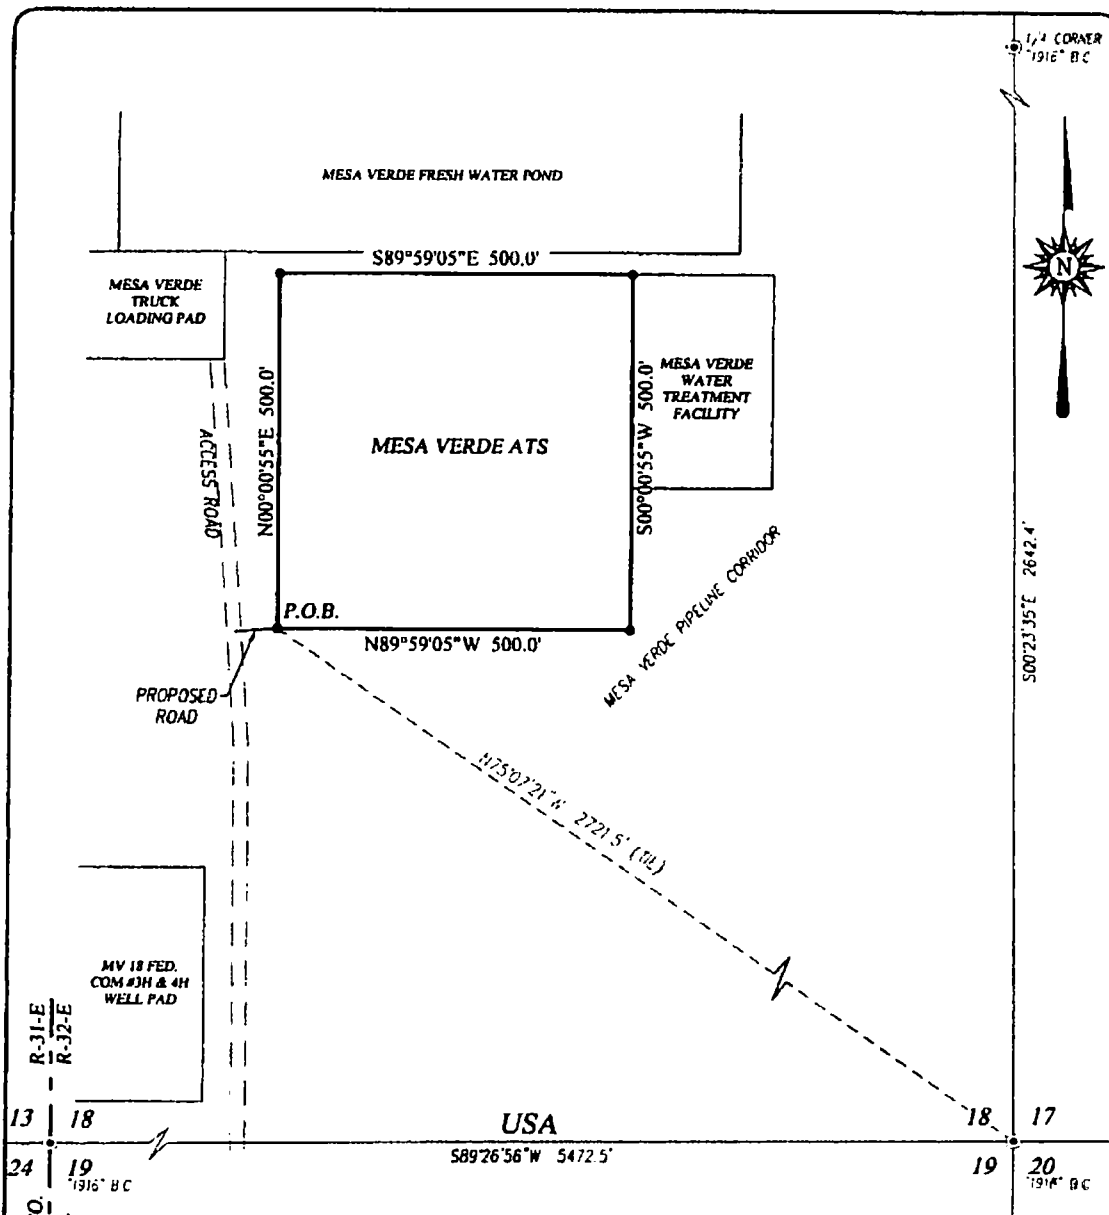 1/4 CORNER
"1916" B C
MESA VERDE FRESH WATER POND
S89°59'05"E 500.0'
MESA VERDE
TRUCK
LOADING PAD
N
N00°00'55"E 500.0'
MESA VERDE ATS
S00°00'55"W 500.0'
MESA VERDE
WATER
TREATMENT
FACILITY
ACCESS ROAD
MESA VERDE PIPELINE CORRIDOR
S00°23'35"E 2642.4'
P.O.B.
N89°59'05"W 500.0'
PROPOSED
ROAD
N75°07'21"W 2721.5' (TIE)
MV 18 FED.
COM #3H & 4H
WELL PAD
R-31-E
R-32-E
13 18
USA
18 17
24 19
S89°26'56"W 5472.5'
19 20
"1916" B C
"1916" B C